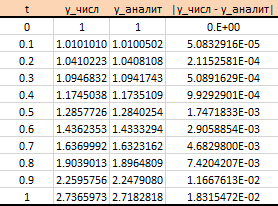 t y_числ y_аналит |y_числ - y_аналит|
0 1 1 0.E+00
0.1 1.0101010 1.0100502 5.0832916E-05
0.2 1.0410223 1.0408108 2.1152581E-04
0.3 1.0946832 1.0941743 5.0891629E-04
0.4 1.1745038 1.1735109 9.9292901E-04
0.5 1.2857726 1.2840254 1.7471833E-03
0.6 1.4362353 1.4333294 2.9058854E-03
0.7 1.6369992 1.6323162 4.6829800E-03
0.8 1.9039013 1.8964809 7.4204207E-03
0.9 2.2595756 2.2479080 1.1667613E-02
1 2.7365973 2.7182818 1.8315472E-02